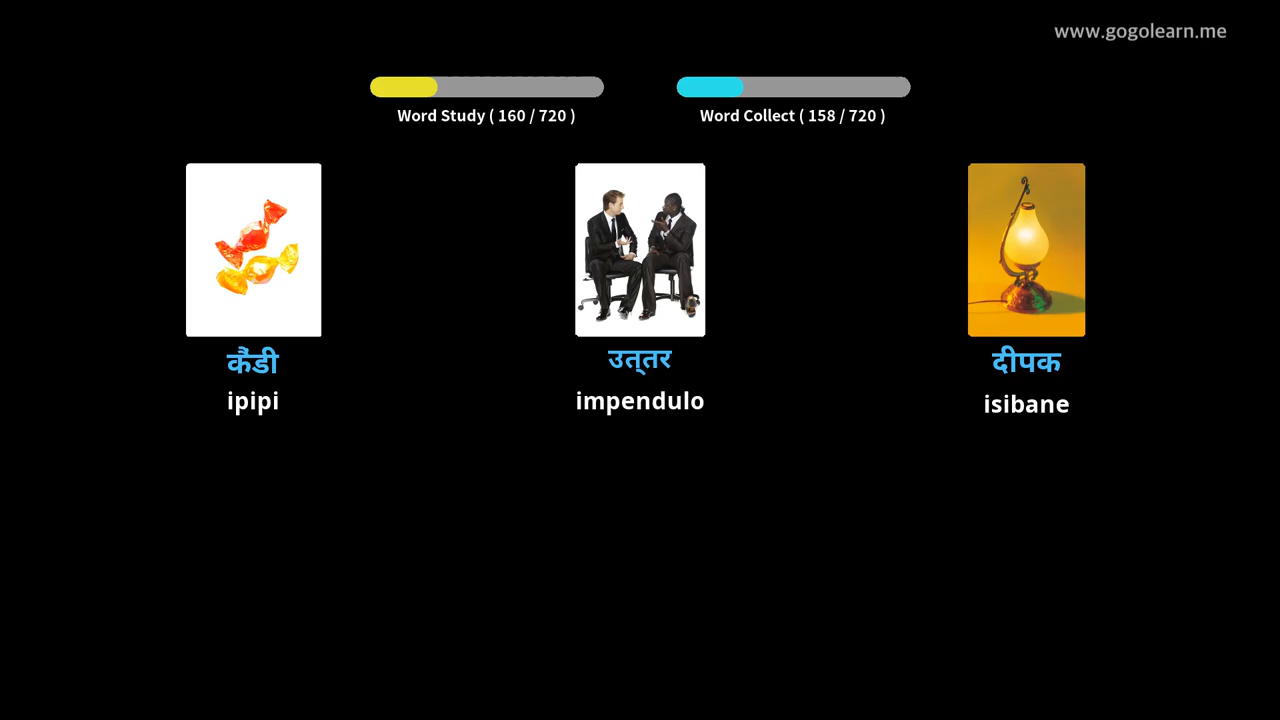 www.gogolearn.me
Word Study ( 160 / 720 )
Word Collect ( 158 / 720 )
कैंडी
उत्तर
दीपक
ipipi
impendulo
isibane